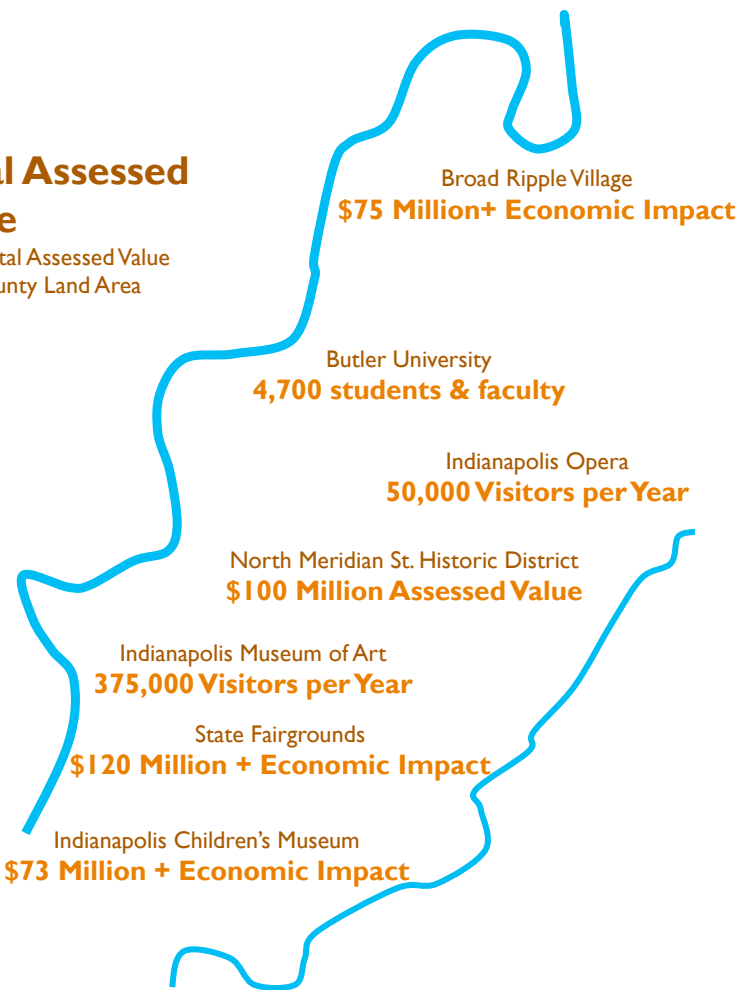 l Assessed
e
tal Assessed Value
unty Land Area
Broad Ripple Village
$75 Million+ Economic Impact
Butler University
4,700 students & faculty
Indianapolis Opera
50,000 Visitors per Year
North Meridian St. Historic District
$100 Million Assessed Value
Indianapolis Museum of Art
375,000 Visitors per Year
State Fairgrounds
$120 Million + Economic Impact
Indianapolis Children's Museum
$73 Million + Economic Impact